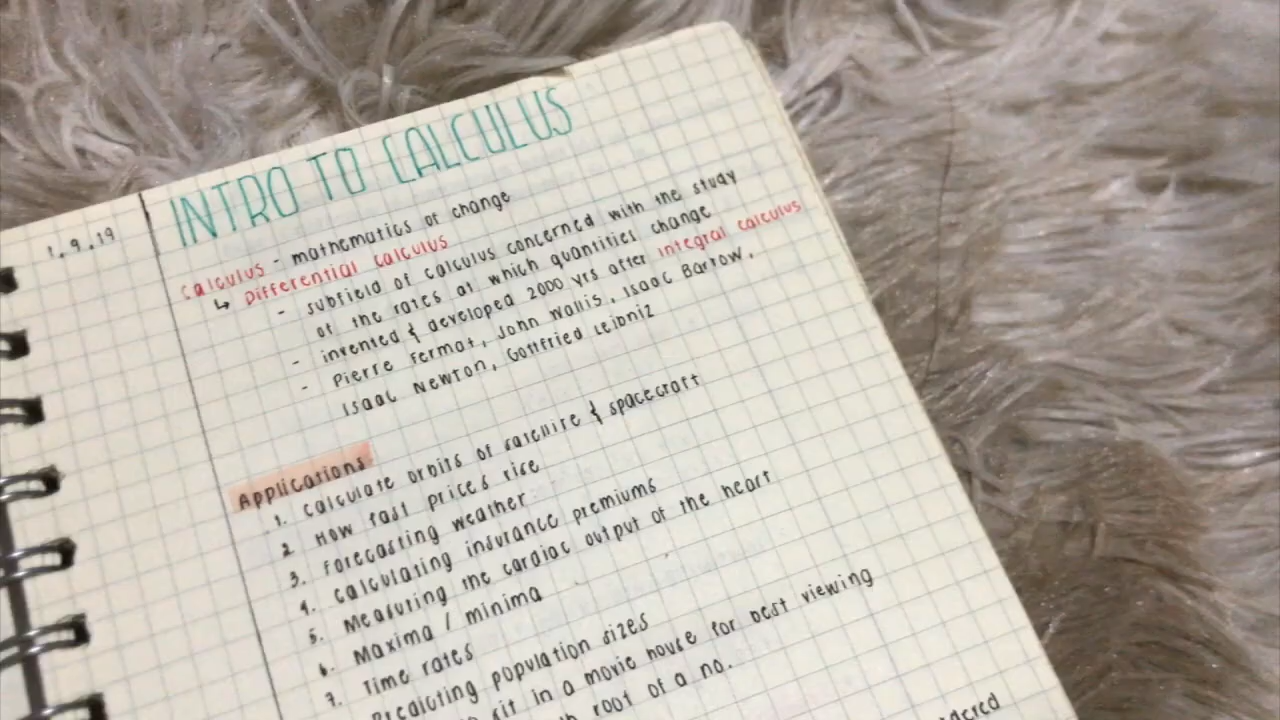 INTRO TO CALCULUS
1.9.19
calculus - mathematics of change
↳ Differential calculus
- subfield of calculus concerned with the study
of the rates at which quantities change
- invented & developed 2000 yrs after integral calculus
- Pierre Fermat, John Wallis, Isaac Barrow,
Isaac Newton, Gottfried Leibniz
Applications
1. calculate orbits of satellite & spacecraft
2. How fast prices rise
3. Forecasting weather
4. calculating insurance premiums
5. Measuring the cardiac output of the heart
6. Maxima / minima
7. Time rates
Predicting population sizes
sit in a movie house for best viewing
root of a no.